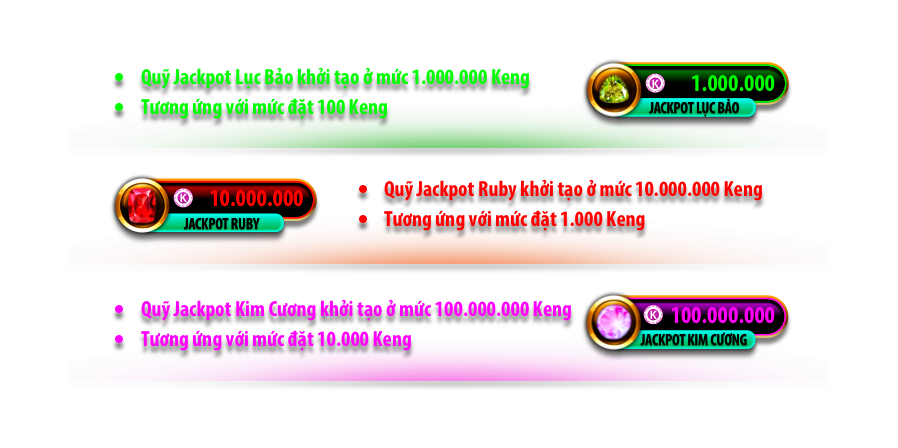 Quỹ Jackpot Lục Bảo khởi tạo ở mức 1.000.000 Keng
Tương ứng với mức đặt 100 Keng
K 1.000.000
JACKPOT LỤC BẢO
K 10.000.000
JACKPOT RUBY
Quỹ Jackpot Ruby khởi tạo ở mức 10.000.000 Keng
Tương ứng với mức đặt 1.000 Keng
Quỹ Jackpot Kim Cương khởi tạo ở mức 100.000.000 Keng
Tương ứng với mức đặt 10.000 Keng
K 100.000.000
JACKPOT KIM CƯƠNG